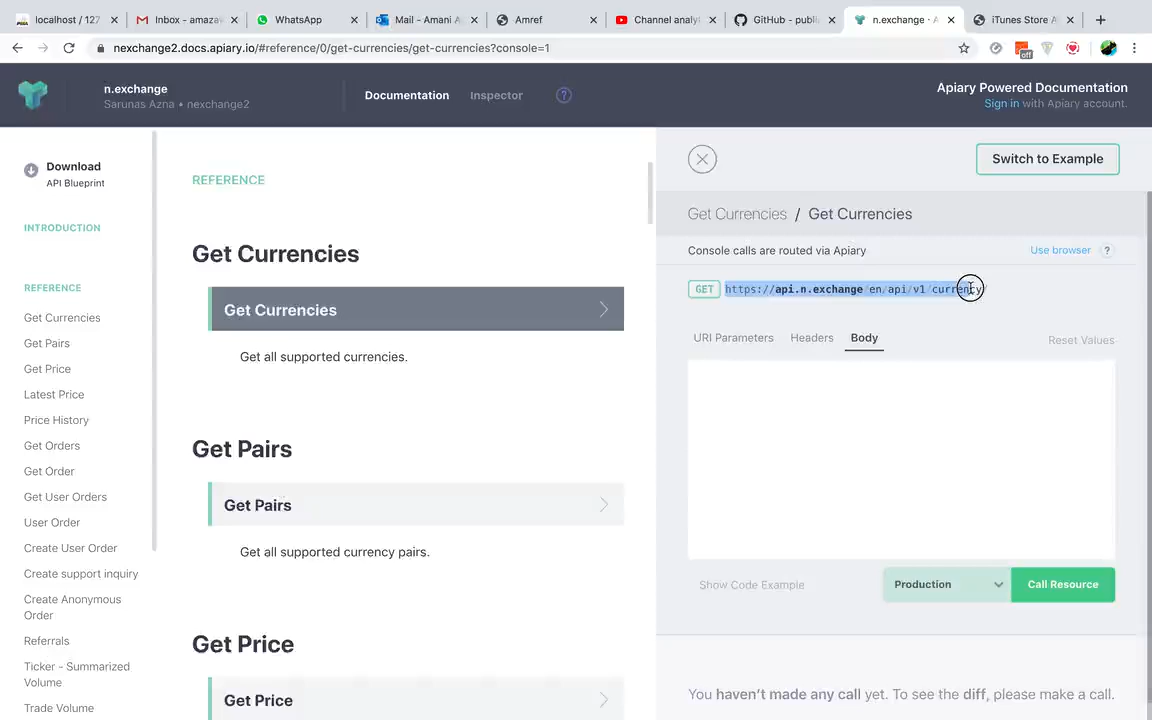 localhost / 127
Inbox - amazav
WhatsApp
Mail - Amani A
Amref
Channel analy
GitHub - publi
n.exchange · A
iTunes Store A
nexchange2.docs.apiary.io/#reference/0/get-currencies/get-currencies?console=1
off
n.exchange
Sarunas Azna • nexchange2
Documentation
Inspector
?
Apiary Powered Documentation
Sign in with Apiary account.
Download
API Blueprint
INTRODUCTION
REFERENCE
Get Currencies
Get Pairs
Get Price
Latest Price
Price History
Get Orders
Get Order
Get User Orders
User Order
Create User Order
Create support inquiry
Create Anonymous
Order
Referrals
Ticker - Summarized
Volume
Trade Volume
REFERENCE
Get Currencies
Get Currencies
Get all supported currencies.
Get Pairs
Get Pairs
Get all supported currency pairs.
Get Price
Get Price
Switch to Example
Get Currencies / Get Currencies
Console calls are routed via Apiary
Use browser ?
GET https://api.n.exchange/en/api/v1/currency/
URI Parameters
Headers
Body
Reset Values
Show Code Example
Production
Call Resource
You haven't made any call yet. To see the diff, please make a call.